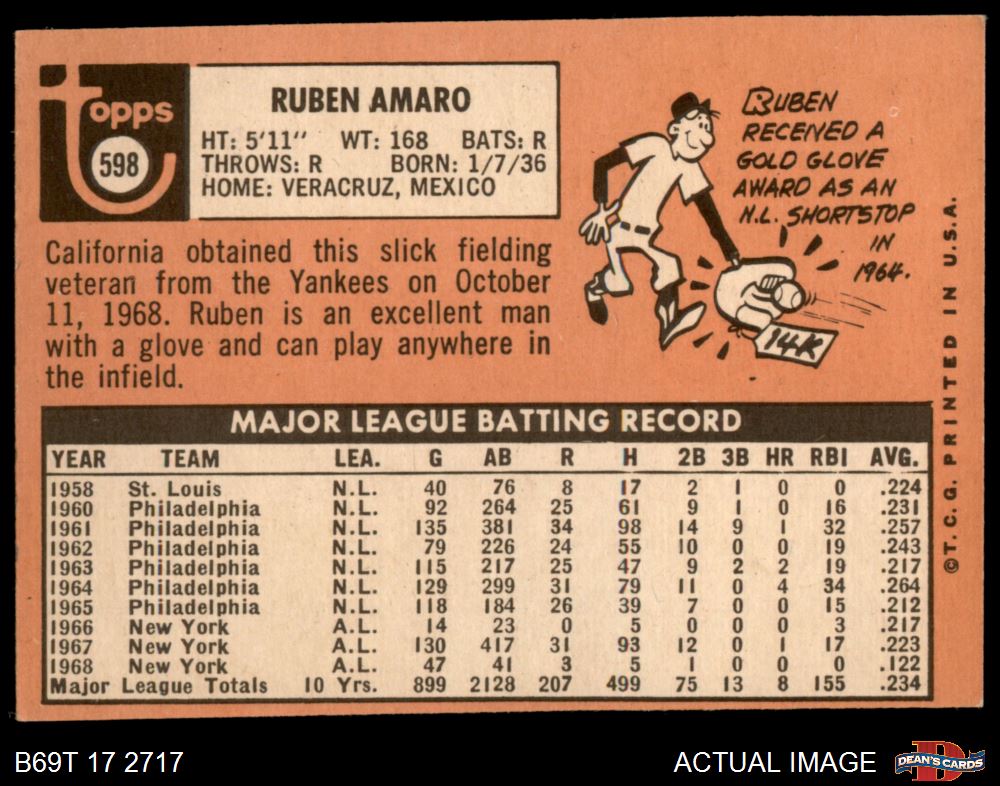 Topps
598
RUBEN AMARO
HT: 5'11" WT: 168 BATS: R
THROWS: R BORN: 1/7/36
HOME: VERACRUZ, MEXICO
California obtained this slick fielding
veteran from the Yankees on October
11, 1968. Ruben is an excellent man
with a glove and can play anywhere in
the infield.
RUBEN
RECEIVED A
GOLD GLOVE
AWARD AS AN
N.L. SHORTSTOP
IN
1964.
14K
MAJOR LEAGUE BATTING RECORD
YEAR TEAM LEA. G AB R H 2B 3B HR RBI AVG.
1958 St. Louis N.L. 40 76 8 17 2 1 0 0 .224
1960 Philadelphia N.L. 92 264 25 61 9 1 0 16 .231
1961 Philadelphia N.L. 135 381 34 98 14 9 1 32 .257
1962 Philadelphia N.L. 79 226 24 55 10 0 0 19 .243
1963 Philadelphia N.L. 115 217 25 47 9 2 2 19 .217
1964 Philadelphia N.L. 129 299 31 79 11 0 4 34 .264
1965 Philadelphia N.L. 118 184 26 39 7 0 0 15 .212
1966 New York A.L. 14 23 0 5 0 0 0 3 .217
1967 New York A.L. 130 417 31 93 12 0 1 17 .223
1968 New York A.L. 47 41 3 5 1 0 0 0 .122
Major League Totals 10 Yrs. 899 2128 207 499 75 13 8 155 .234
©T. C. G. PRINTED IN U.S.A.
B69T 17 2717
ACTUAL IMAGE
DEAN'S CARDS